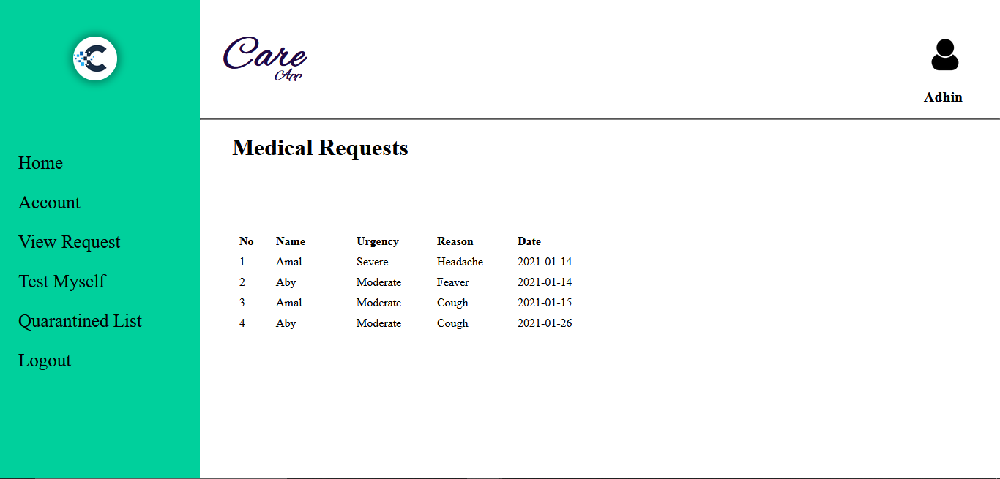 Care
App
Adhin
Home
Account
View Request
Test Myself
Quarantined List
Logout
Medical Requests
No Name Urgency Reason Date
1 Amal Severe Headache 2021-01-14
2 Aby Moderate Feaver 2021-01-14
3 Amal Moderate Cough 2021-01-15
4 Aby Moderate Cough 2021-01-26